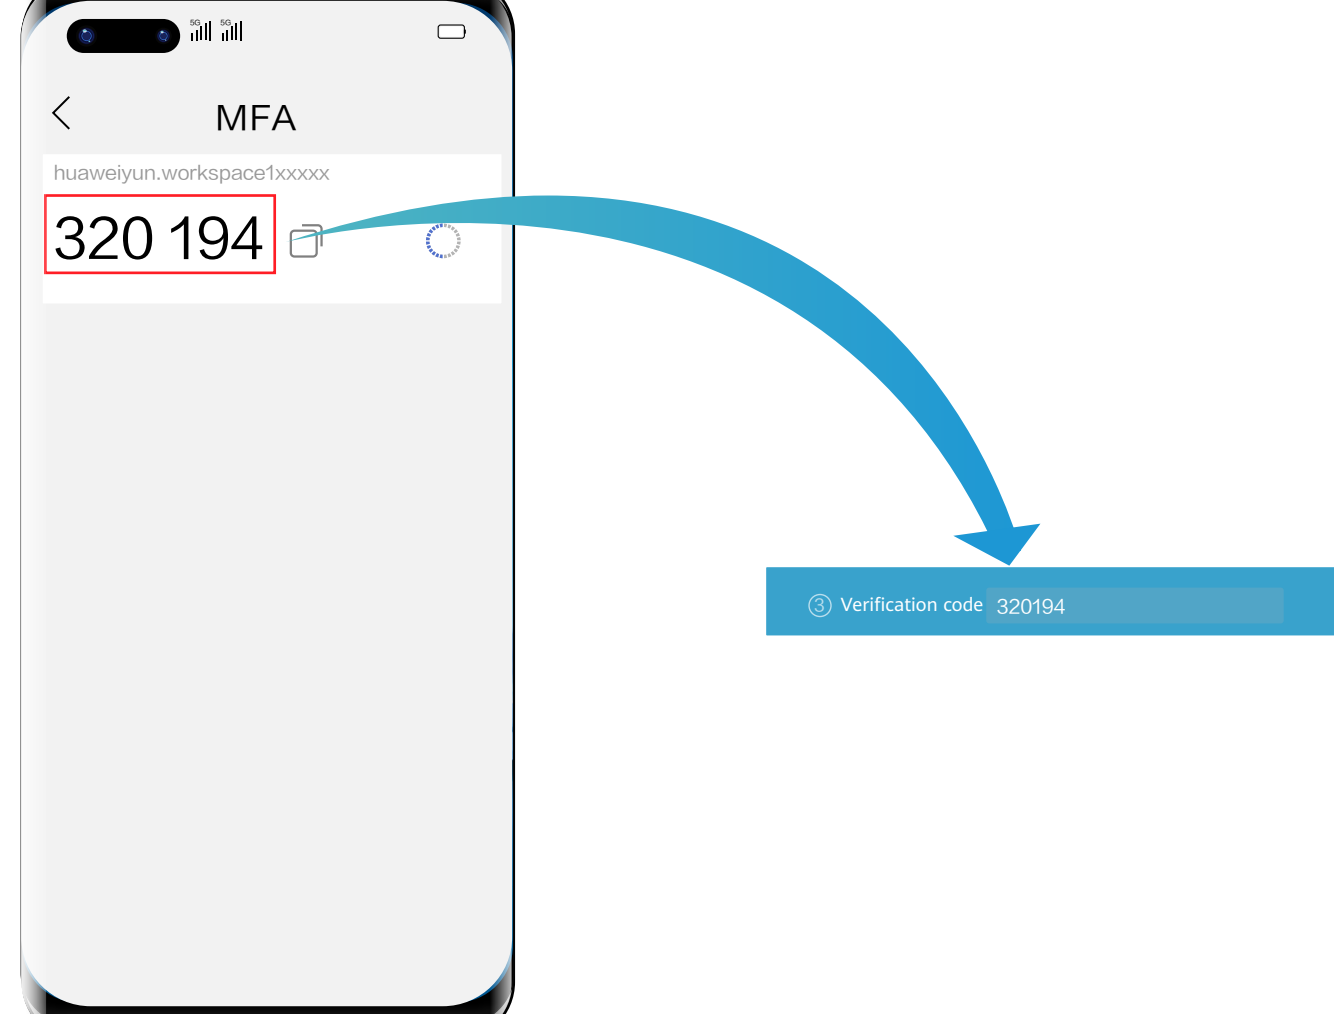 5G 5G
MFA
huaweiyun.workspace1xxxxx
320 194
③ Verification code 320194